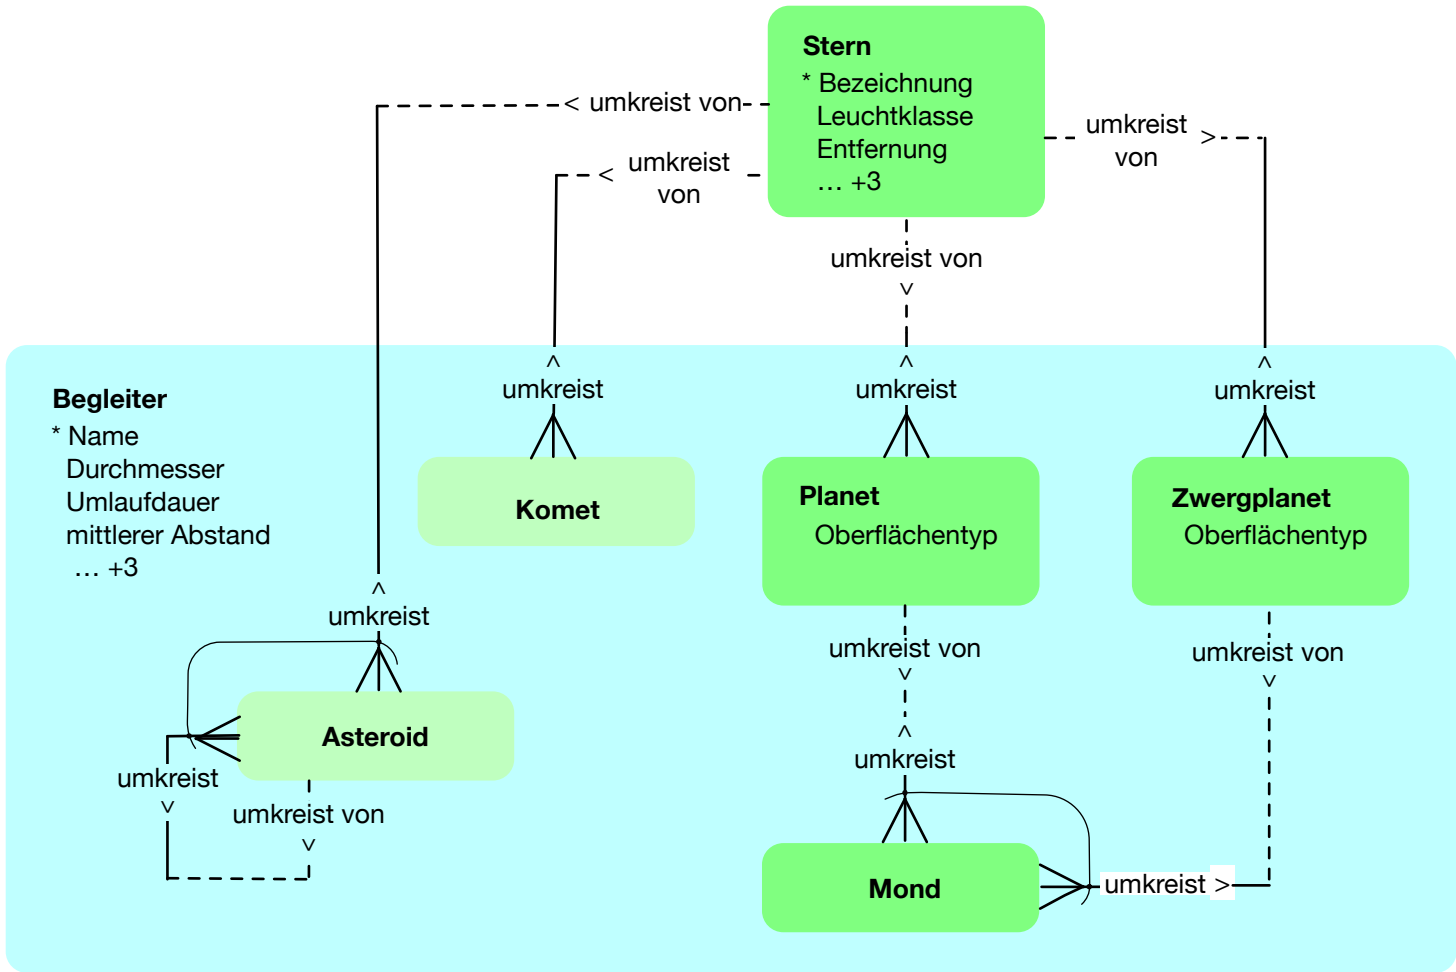 Stern
* Bezeichnung
Leuchtklasse
Entfernung
… +3
< umkreist von
< umkreist
von
umkreist >
von
umkreist von
>
<
umkreist
<
umkreist
<
umkreist
Begleiter
* Name
Durchmesser
Umlaufdauer
mittlerer Abstand
… +3
Komet
Planet
Oberflächentyp
Zwergplanet
Oberflächentyp
<
umkreist
Asteroid
umkreist
>
umkreist von
>
umkreist von
>
<
umkreist
umkreist von
>
Mond
umkreist >